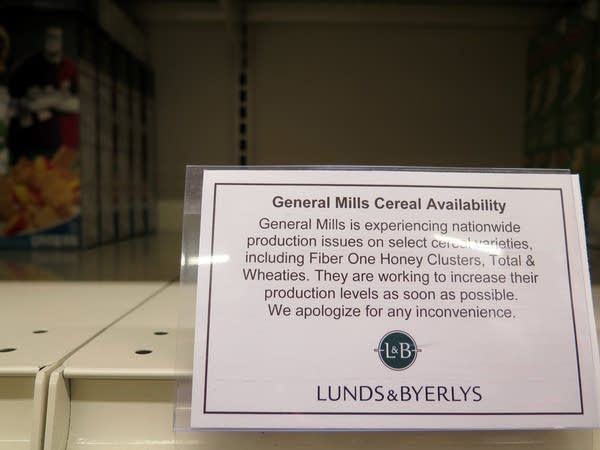 General Mills Cereal Availability
General Mills is experiencing nationwide
production issues on select cereal varieties,
including Fiber One Honey Clusters, Total &
Wheaties. They are working to increase their
production levels as soon as possible.
We apologize for any inconvenience.
L&B
LUNDS&BYERLYS